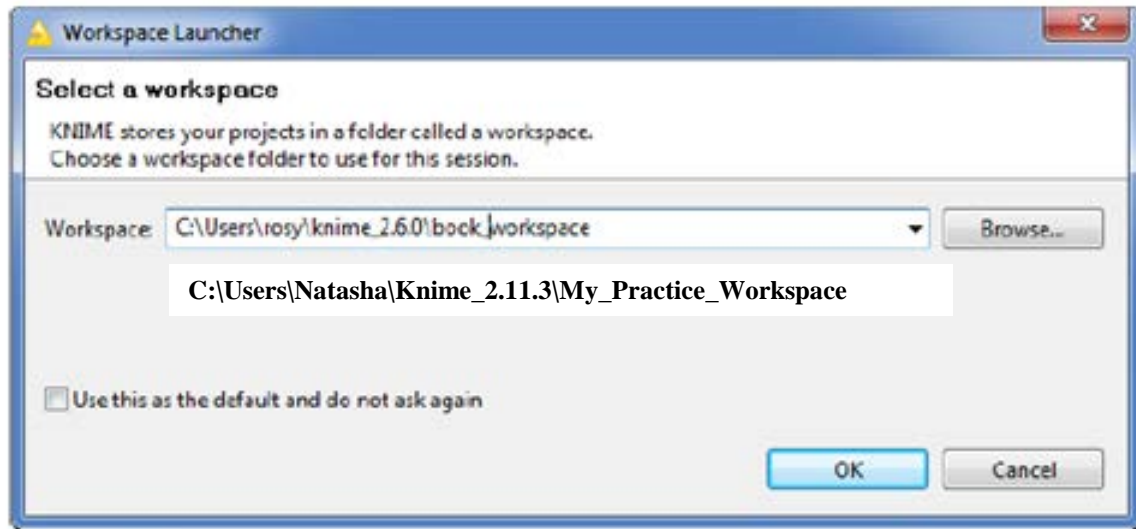 Workspace Launcher
Select a workspace
KNIME stores your projects in a folder called a workspace.
Choose a workspace folder to use for this session.
Workspace: C:\Users\rosy\knime_2.6.0\book_workspace Browse...
C:\Users\Natasha\Knime_2.11.3\My_Practice_Workspace
Use this as the default and do not ask again
OK Cancel